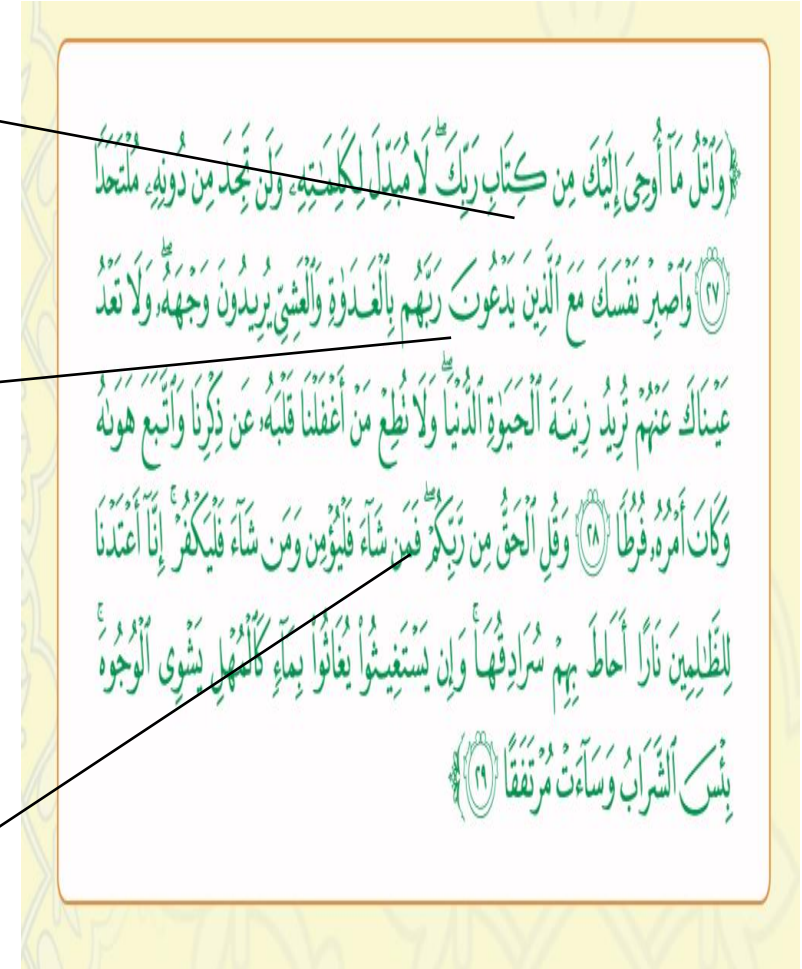 ﴿وَٱتۡلُ مَآ أُوحِيَ إِلَيۡكَ مِن كِتَابِ رَبِّكَۖ لَا مُبَدِّلَ لِكَلِمَٰتِهِۦ وَلَن تَجِدَ مِن دُونِهِۦ مُلۡتَحَدٗا
٢٧ وَٱصۡبِرۡ نَفۡسَكَ مَعَ ٱلَّذِينَ يَدۡعُونَ رَبَّهُم بِٱلۡغَدَوٰةِ وَٱلۡعَشِيِّ يُرِيدُونَ وَجۡهَهُۥۖ وَلَا تَعۡدُ
عَيۡنَاكَ عَنۡهُمۡ تُرِيدُ زِينَةَ ٱلۡحَيَوٰةِ ٱلدُّنۡيَاۖ وَلَا تُطِعۡ مَنۡ أَغۡفَلۡنَا قَلۡبَهُۥ عَن ذِكۡرِنَا وَٱتَّبَعَ هَوَىٰهُ
وَكَانَ أَمۡرُهُۥ فُرُطٗا ٢٨ وَقُلِ ٱلۡحَقُّ مِن رَّبِّكُمۡۖ فَمَن شَآءَ فَلۡيُؤۡمِن وَمَن شَآءَ فَلۡيَكۡفُرۡۚ إِنَّآ أَعۡتَدۡنَا
لِلظَّٰلِمِينَ نَارًا أَحَاطَ بِهِمۡ سُرَادِقُهَاۚ وَإِن يَسۡتَغِيثُواْ يُغَاثُواْ بِمَآءٖ كَٱلۡمُهۡلِ يَشۡوِي ٱلۡوُجُوهَۚ
بِئۡسَ ٱلشَّرَابُ وَسَآءَتۡ مُرۡتَفَقٗا ٢٩﴾